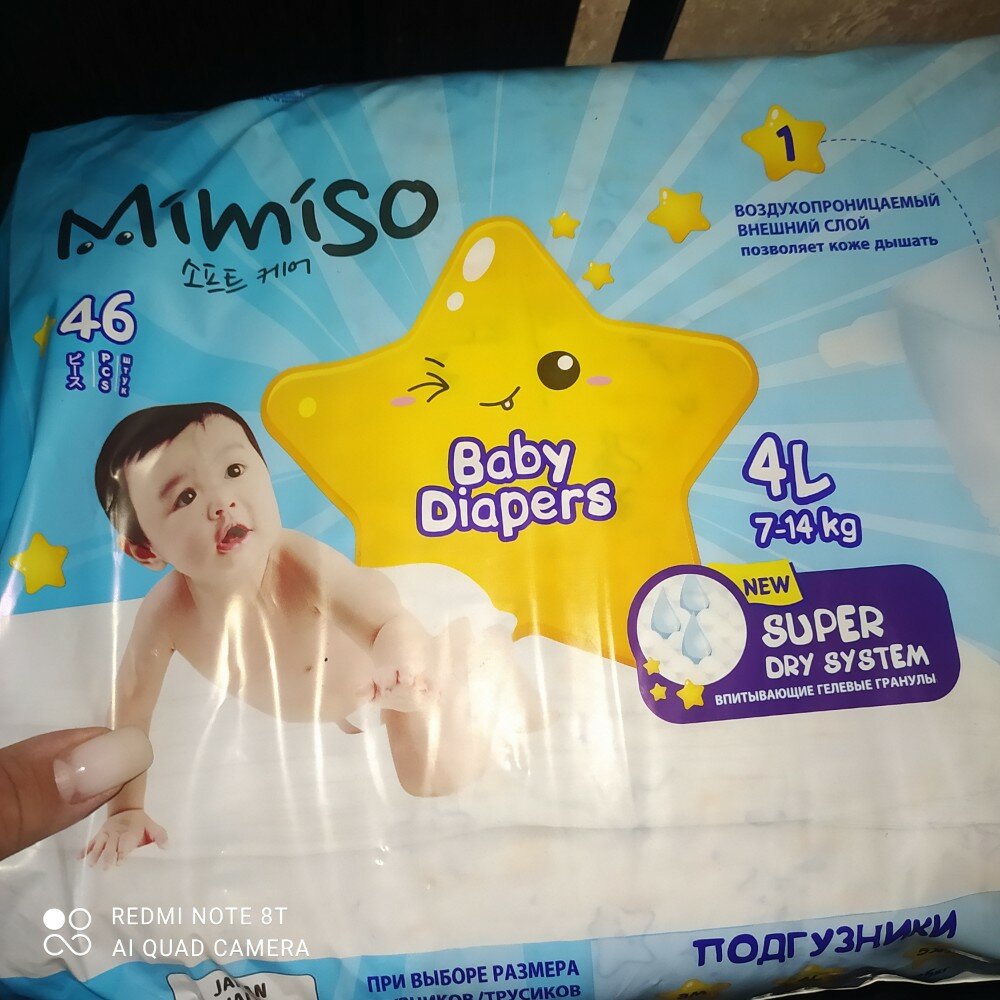 Mimiso
소프트 케어
46
ピース
PCS
ШТУК
1
ВОЗДУХОПРОНИЦАЕМЫЙ
ВНЕШНИЙ СЛОЙ
позволяет коже дышать
Baby
Diapers
4L
7-14 kg
NEW
SUPER
DRY SYSTEM
ВПИТЫВАЮЩИЕ ГЕЛЕВЫЕ ГРАНУЛЫ
ПОДГУЗНИКИ
ПРИ ВЫБОРЕ РАЗМЕРА
/ТРУСИКОВ
REDMI NOTE 8T
AI QUAD CAMERA